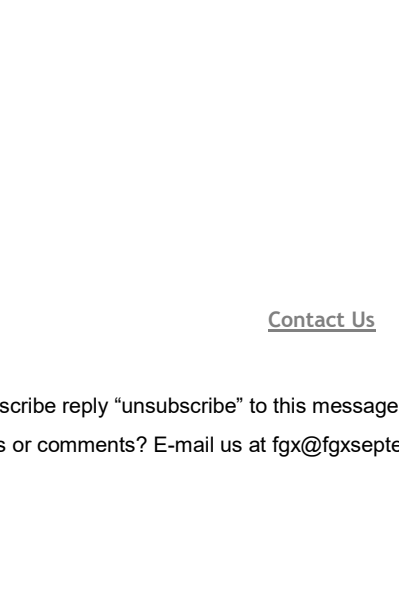 Contact Us
scribe reply “unsubscribe” to this message
s or comments? E-mail us at fgx@fgxsepte